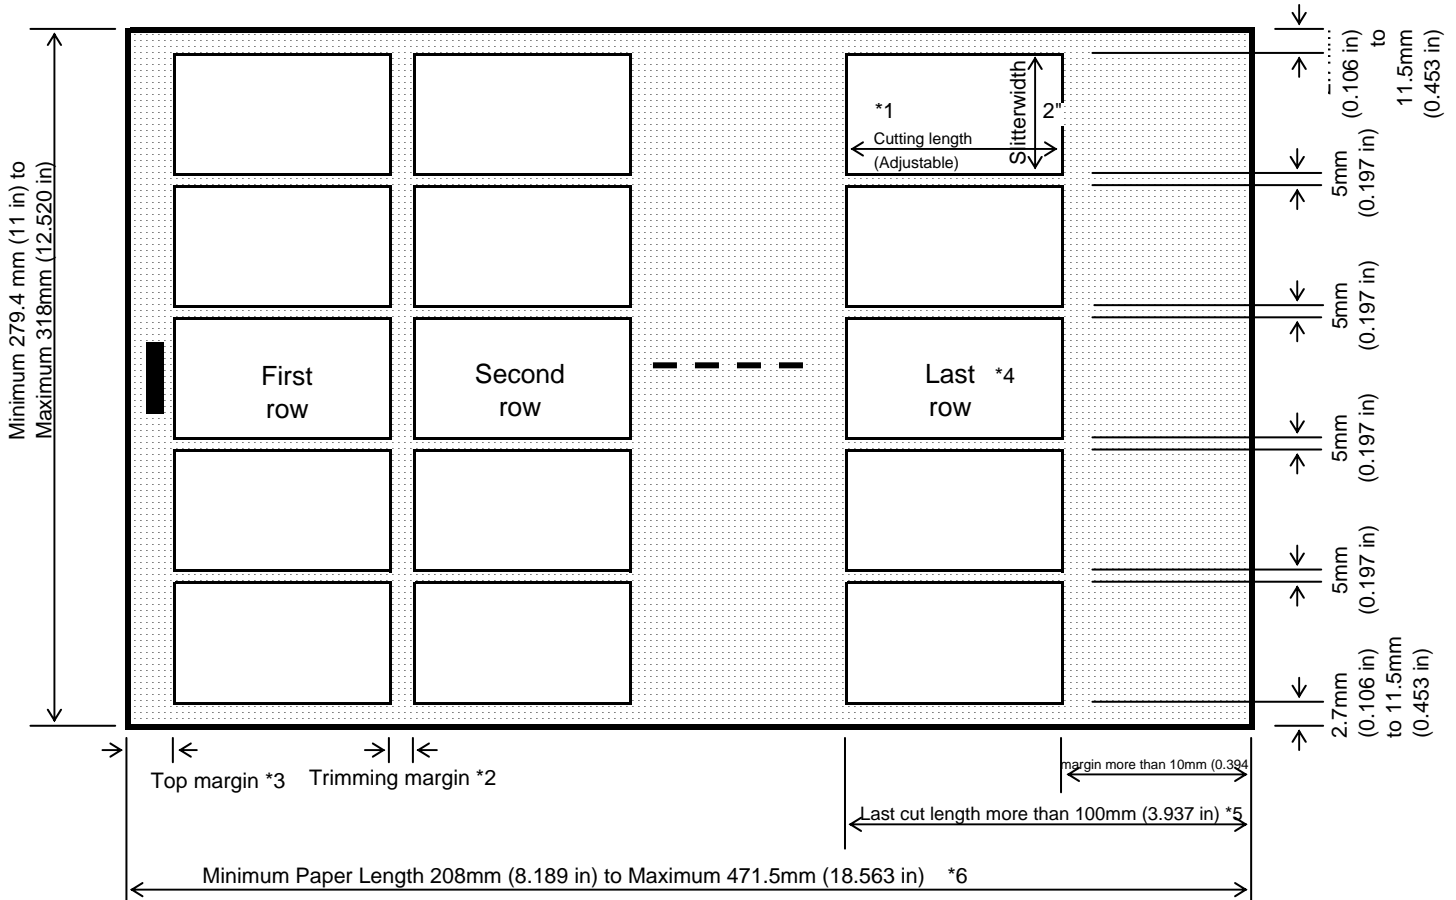 Minimum 279.4 mm (11 in) to
Maximum 318mm (12.520 in)
*1
Cutting length
(Adjustable)
Slitterwidth
2"
First
row
Second
row
Last *4
row
(0.106 in)
to
11.5mm
(0.453 in)
5mm
(0.197 in)
5mm
(0.197 in)
5mm
(0.197 in)
5mm
(0.197 in)
2.7mm
(0.106 in)
to 11.5mm
(0.453 in)
Top margin *3
Trimming margin *2
margin more than 10mm (0.394
Last cut length more than 100mm (3.937 in) *5
Minimum Paper Length 208mm (8.189 in) to Maximum 471.5mm (18.563 in) *6